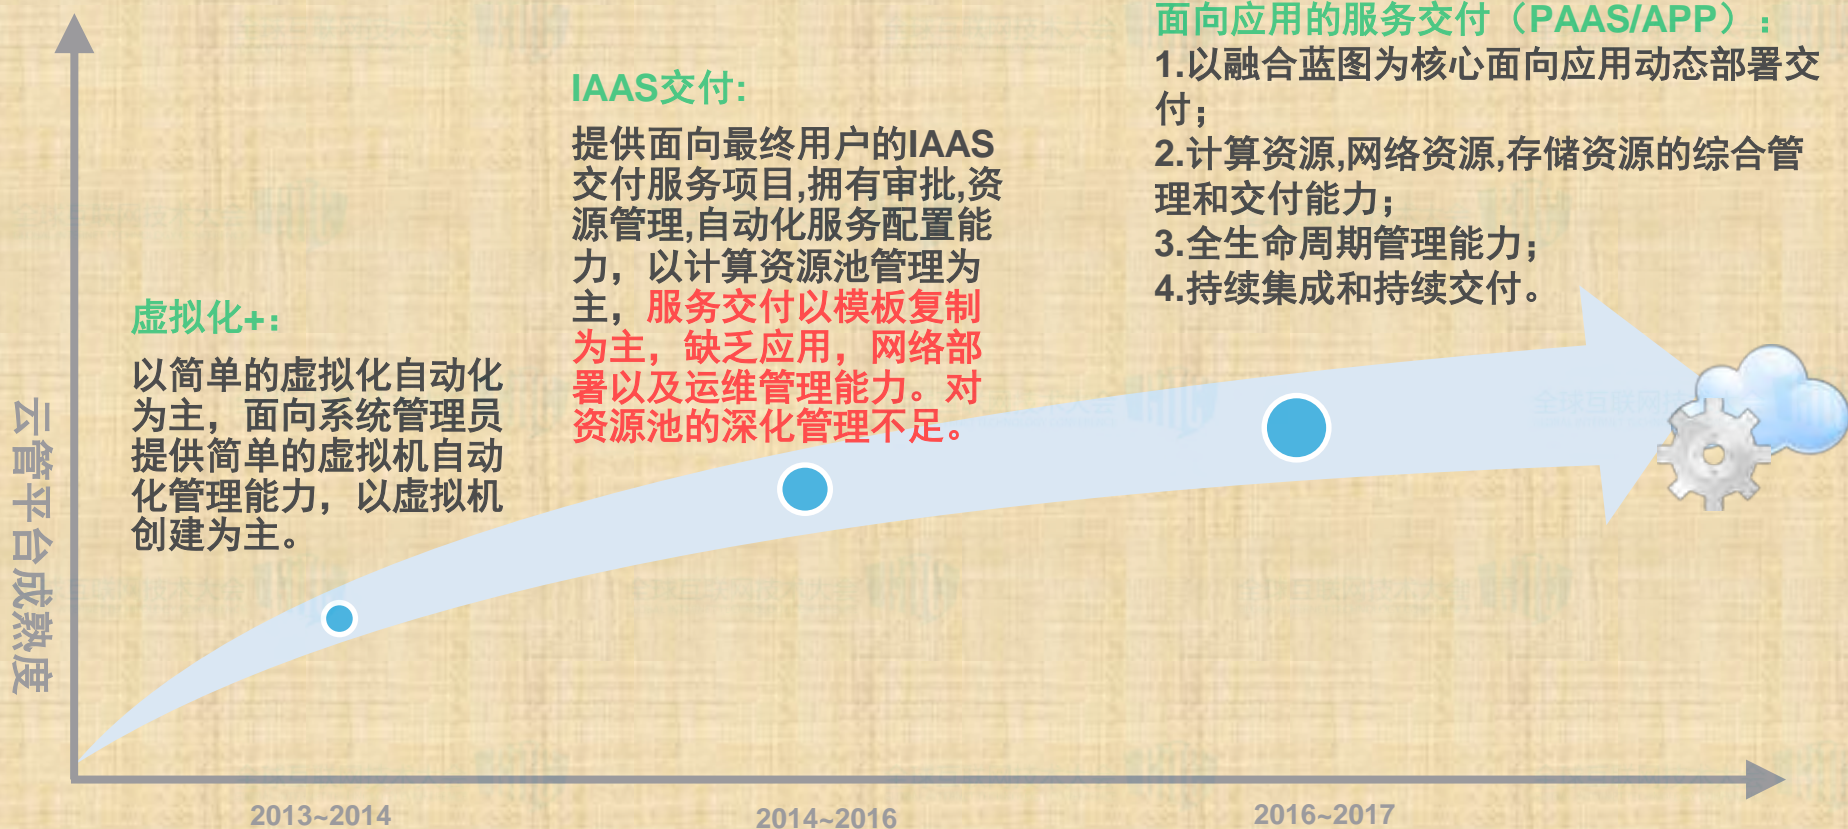 面向应用的服务交付（PAAS/APP）：
1.以融合蓝图为核心面向应用动态部署交
付；
2.计算资源,网络资源,存储资源的综合管
理和交付能力；
3.全生命周期管理能力；
4.持续集成和持续交付。
IAAS交付:
提供面向最终用户的IAAS
交付服务项目,拥有审批,资
源管理,自动化服务配置能
力，以计算资源池管理为
主，服务交付以模板复制
为主，缺乏应用，网络部
署以及运维管理能力。对
资源池的深化管理不足。
虚拟化+:
以简单的虚拟化自动化
为主，面向系统管理员
提供简单的虚拟机自动
化管理能力，以虚拟机
创建为主。
云管平台成熟度
2013~2014
2014~2016
2016~2017